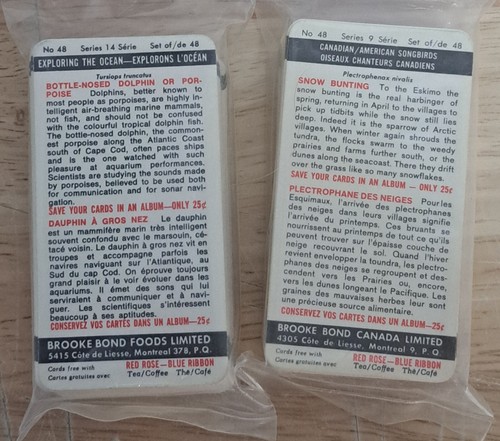 No 48 Series 14 Série Set of/de 48
EXPLORING THE OCEAN—EXPLORONS L'OCÉAN
Tursiops truncatus
BOTTLE-NOSED DOLPHIN OR POR-
POISE Dolphins, better known to
most people as porpoises, are highly in-
telligent air-breathing marine mammals,
not fish, and should not be confused
with the colourful tropical dolphin fish.
The bottle-nosed dolphin, the common-
est porpoise along the Atlantic Coast
south of Cape Cod, often paces ships
and is the one watched with such
pleasure at aquarium performances.
Scientists are studying the sounds made
by porpoises, believed to be used both
for communication and for sonar navi-
gation.
SAVE YOUR CARDS IN AN ALBUM—ONLY 25¢
DAUPHIN À GROS NEZ Le dauphin
est un mammifère marin très intelligent
souvent confondu avec le marsouin, cé-
tacé voisin. Le dauphin à gros nez vit en
troupes et accompagne parfois les
navires naviguant sur l'Atlantique, au
Sud du cap Cod. On éprouve toujours
grand plaisir à le voir évoluer dans les
aquariums. Il émet des sons qui lui
serviraient à communiquer et à navi-
guer. Les scientifiques s'intéressent
beaucoup à ses aptitudes.
CONSERVEZ VOS CARTES DANS UN ALBUM—25¢
BROOKE BOND FOODS LIMITED
5415 Côte de Liesse, Montreal 378, P.Q.
Cards free with
Cartes gratuites avec
RED ROSE—BLUE RIBBON
Tea/Coffee Thé/Café
No 48 Series 9 Série Set of/de 48
CANADIAN/AMERICAN SONGBIRDS
OISEAUX CHANTEURS CANADIENS
Plectrophenax nivalis
SNOW BUNTING To the Eskimo the
snow bunting is the real harbinger of
spring, returning in April to the villages to
pick up tidbits while the snow still lies
deep. Indeed it is the sparrow of Arctic
villages. When winter again shrouds the
tundra, the flocks swarm to the weedy
prairies and farms further south, or the
dunes along the seacoast. There they drift
over the grass like so many snowflakes.
SAVE YOUR CARDS IN AN ALBUM — ONLY 25¢
PLECTROPHANE DES NEIGES Pour les
Esquimaux, l'arrivée des plectrophanes
des neiges dans leurs villages signifie
l'arrivée du printemps. Ces bruants se
nourrissent au printemps de tout ce qu'ils
peuvent trouver sur l'épaisse couche de
neige recouvrant le sol. Quand l'hiver
revient envelopper la toundra, les plectro-
phanes des neiges se regroupent et des-
cendent vers les Prairies ou, encore,
vers les dunes longeant le Pacifique. Les
graines des mauvaises herbes leur sont
une précieuse source alimentaire.
CONSERVEZ VOS CARTES DANS UN ALBUM—25¢
BROOKE BOND CANADA LIMITED
4305 Côte de Liesse, Montreal 9, P.Q.
Cards free with
Cartes gratuites avec
RED ROSE—BLUE RIBBON
Tea/Coffee Thé/Café